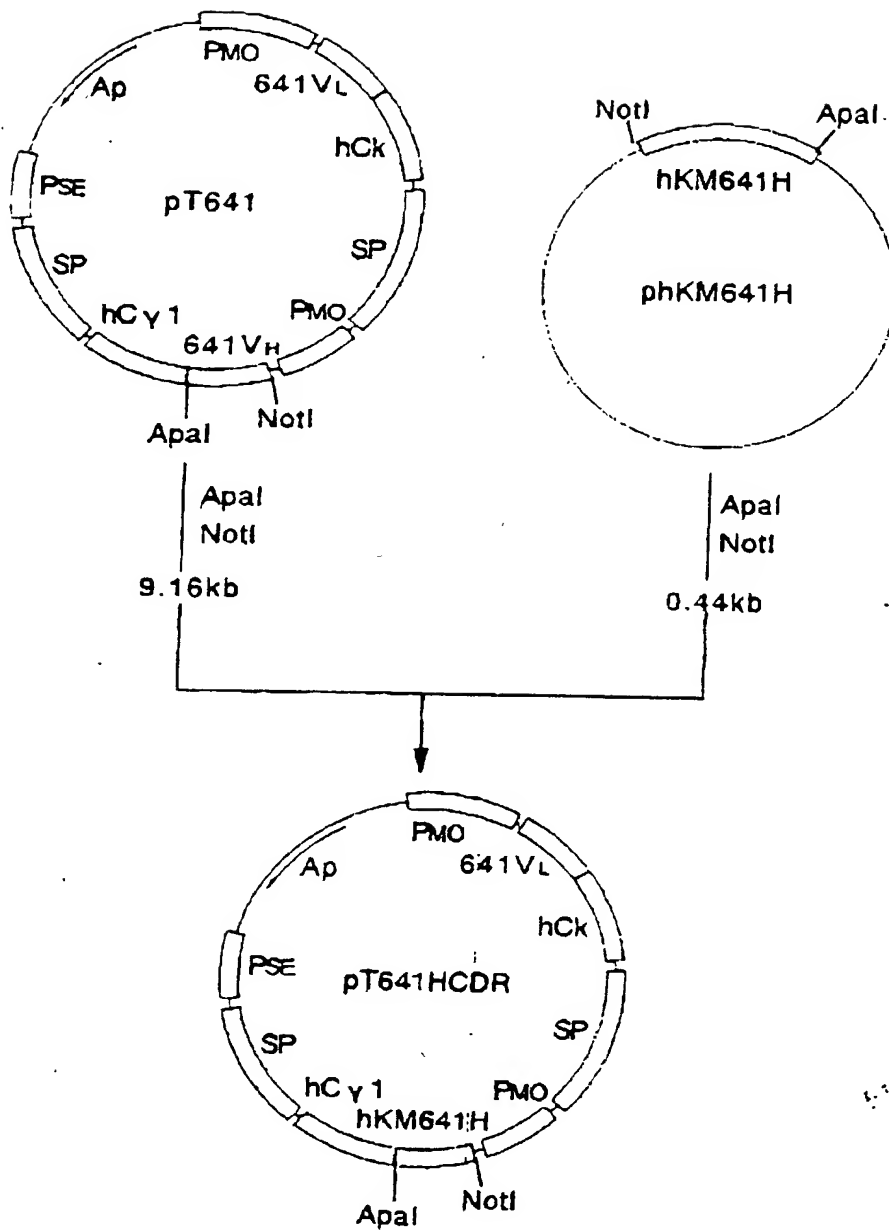 PMO
641VL
Ap
hCk
PSE
pT641
SP
SP
hCγ1
PMO
641VH
ApaI
NotI
NotI
ApaI
hKM641H
phKM641H
ApaI
NotI
9.16kb
ApaI
NotI
0.44kb
PMO
641VL
Ap
hCk
PSE
pT641HCDR
SP
SP
hCγ1
PMO
hKM641H
ApaI
NotI